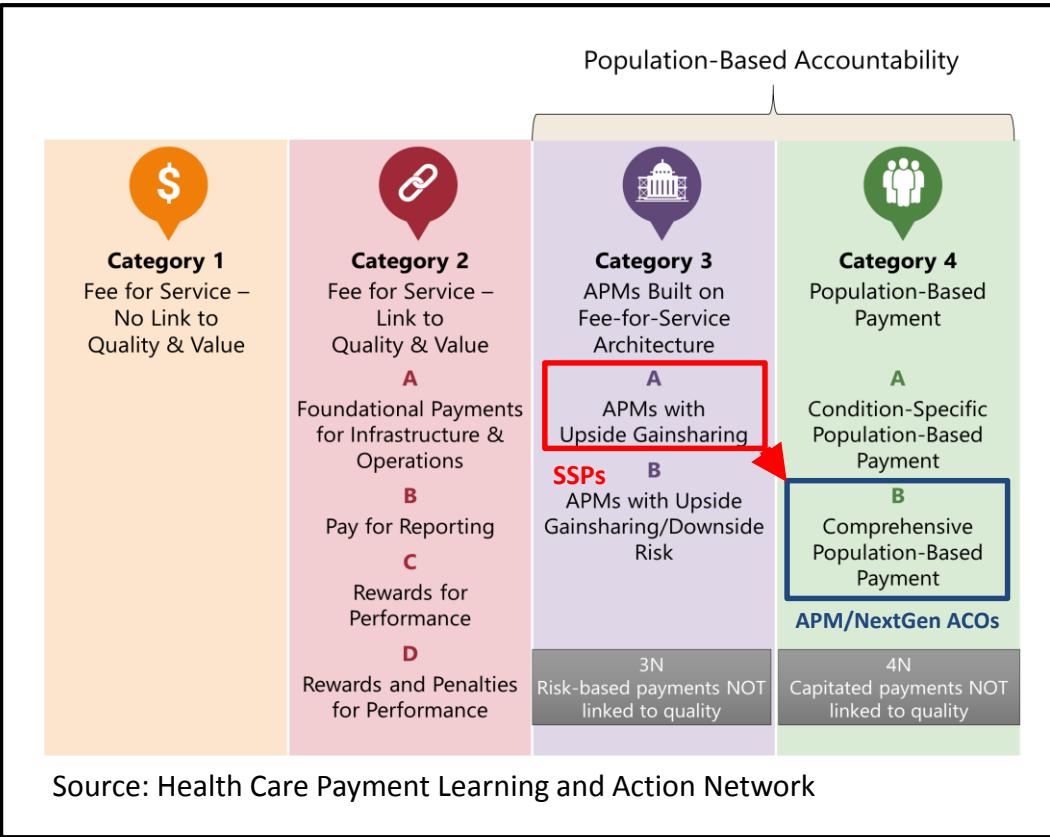 Population-Based Accountability
$
Category 1
Fee for Service –
No Link to
Quality & Value
Category 2
Fee for Service –
Link to
Quality & Value
A
Foundational Payments
for Infrastructure &
Operations
B
Pay for Reporting
C
Rewards for
Performance
D
Rewards and Penalties
for Performance
Category 3
APMs Built on
Fee-for-Service
Architecture
A
APMs with
Upside Gainsharing
SSPs
B
APMs with Upside
Gainsharing/Downside
Risk
3N
Risk-based payments NOT
linked to quality
Category 4
Population-Based
Payment
A
Condition-Specific
Population-Based
Payment
B
Comprehensive
Population-Based
Payment
APM/NextGen ACOs
4N
Capitated payments NOT
linked to quality
Source: Health Care Payment Learning and Action Network